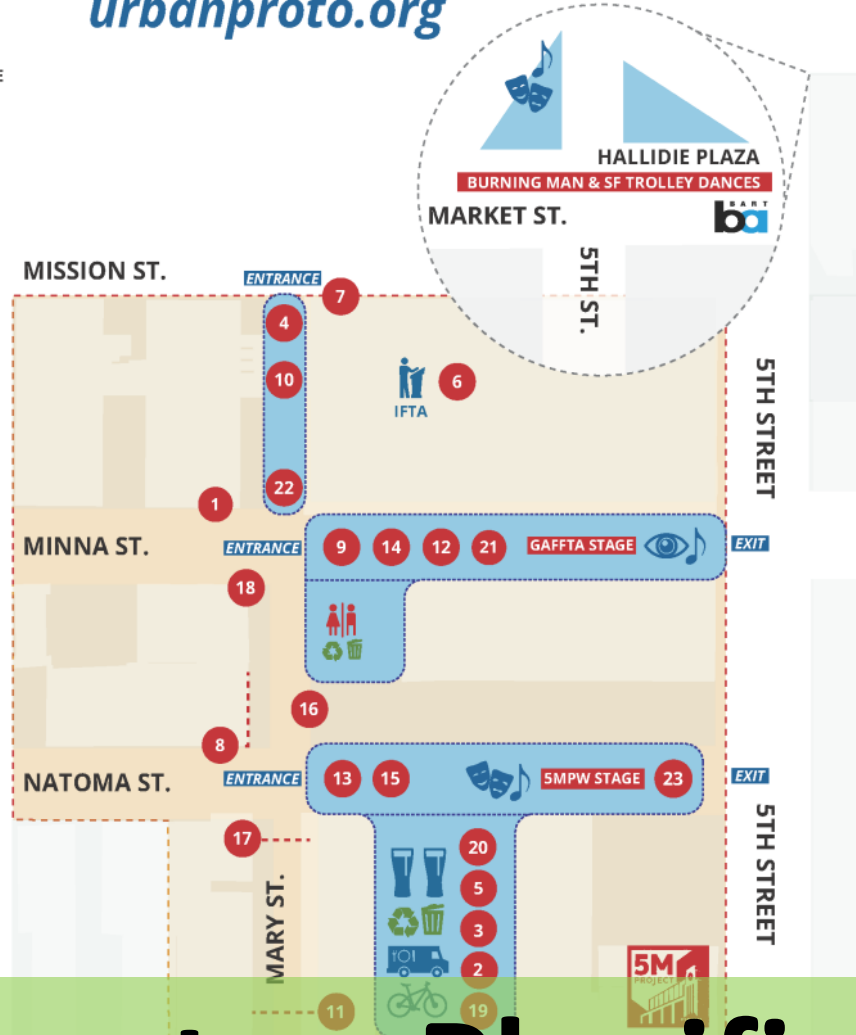 urbanproto.org
E
HALLIDIE PLAZA
BURNING MAN & SF TROLLEY DANCES
MARKET ST.
BART
ba
5TH ST.
MISSION ST.
ENTRANCE
7
4
10
6
IFTA
5TH STREET
22
1
MINNA ST.
ENTRANCE
9 14 12 21
GAFFTA STAGE
EXIT
18
16
8
NATOMA ST.
ENTRANCE
13 15
5MPW STAGE
23
EXIT
17
20
5TH STREET
5
MARY ST.
3
2
5M
PROJECT
11
19